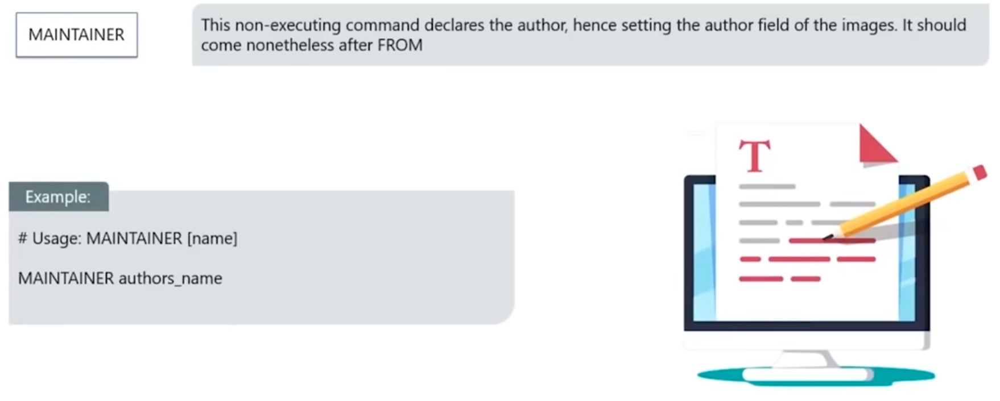 MAINTAINER
This non-executing command declares the author, hence setting the author field of the images. It should
come nonetheless after FROM
Example:
# Usage: MAINTAINER [name]
MAINTAINER authors_name
T